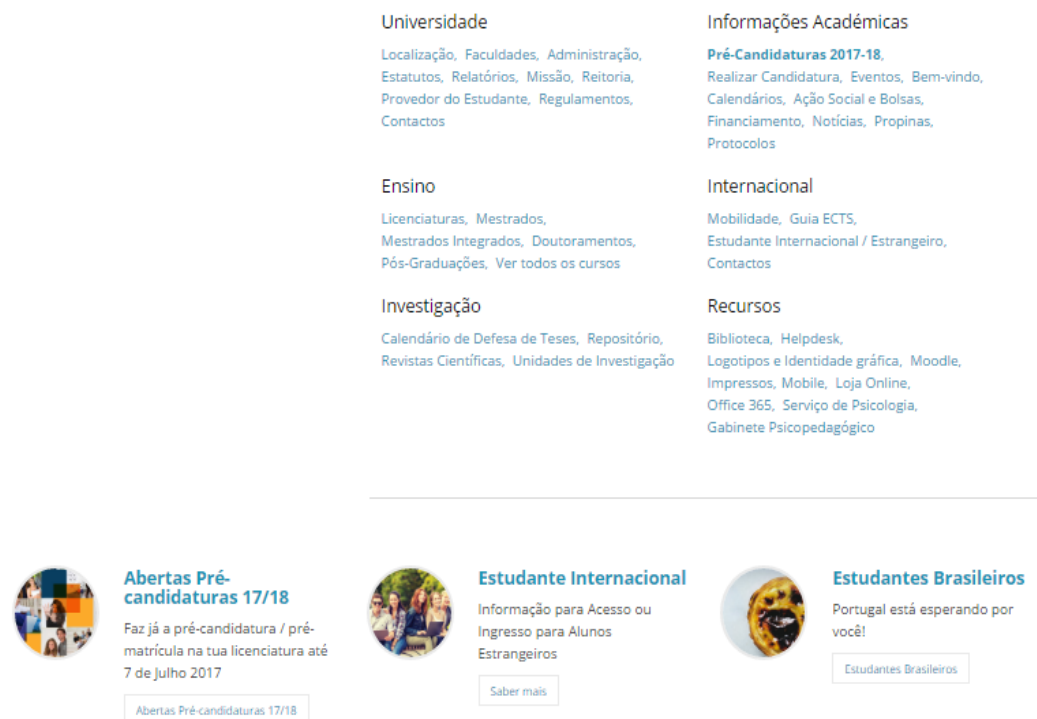 Universidade
Localização, Faculdades, Administração,
Estatutos, Relatórios, Missão, Reitoria,
Provedor do Estudante, Regulamentos,
Contactos
Informações Académicas
Pré-Candidaturas 2017-18,
Realizar Candidatura, Eventos, Bem-vindo,
Calendários, Ação Social e Bolsas,
Financiamento, Notícias, Propinas,
Protocolos
Ensino
Licenciaturas, Mestrados,
Mestrados Integrados, Doutoramentos,
Pós-Graduações, Ver todos os cursos
Internacional
Mobilidade, Guia ECTS,
Estudante Internacional / Estrangeiro,
Contactos
Investigação
Calendário de Defesa de Teses, Repositório,
Revistas Científicas, Unidades de Investigação
Recursos
Biblioteca, Helpdesk,
Logotipos e Identidade gráfica, Moodle,
Impressos, Mobile, Loja Online,
Office 365, Serviço de Psicologia,
Gabinete Psicopedagógico
Abertas Pré-
candidaturas 17/18
Faz já a pré-candidatura / pré-
matrícula na tua licenciatura até
7 de Julho 2017
Abertas Pré-candidaturas 17/18
Estudante Internacional
Informação para Acesso ou
Ingresso para Alunos
Estrangeiros
Saber mais
Estudantes Brasileiros
Portugal está esperando por
você!
Estudantes Brasileiros